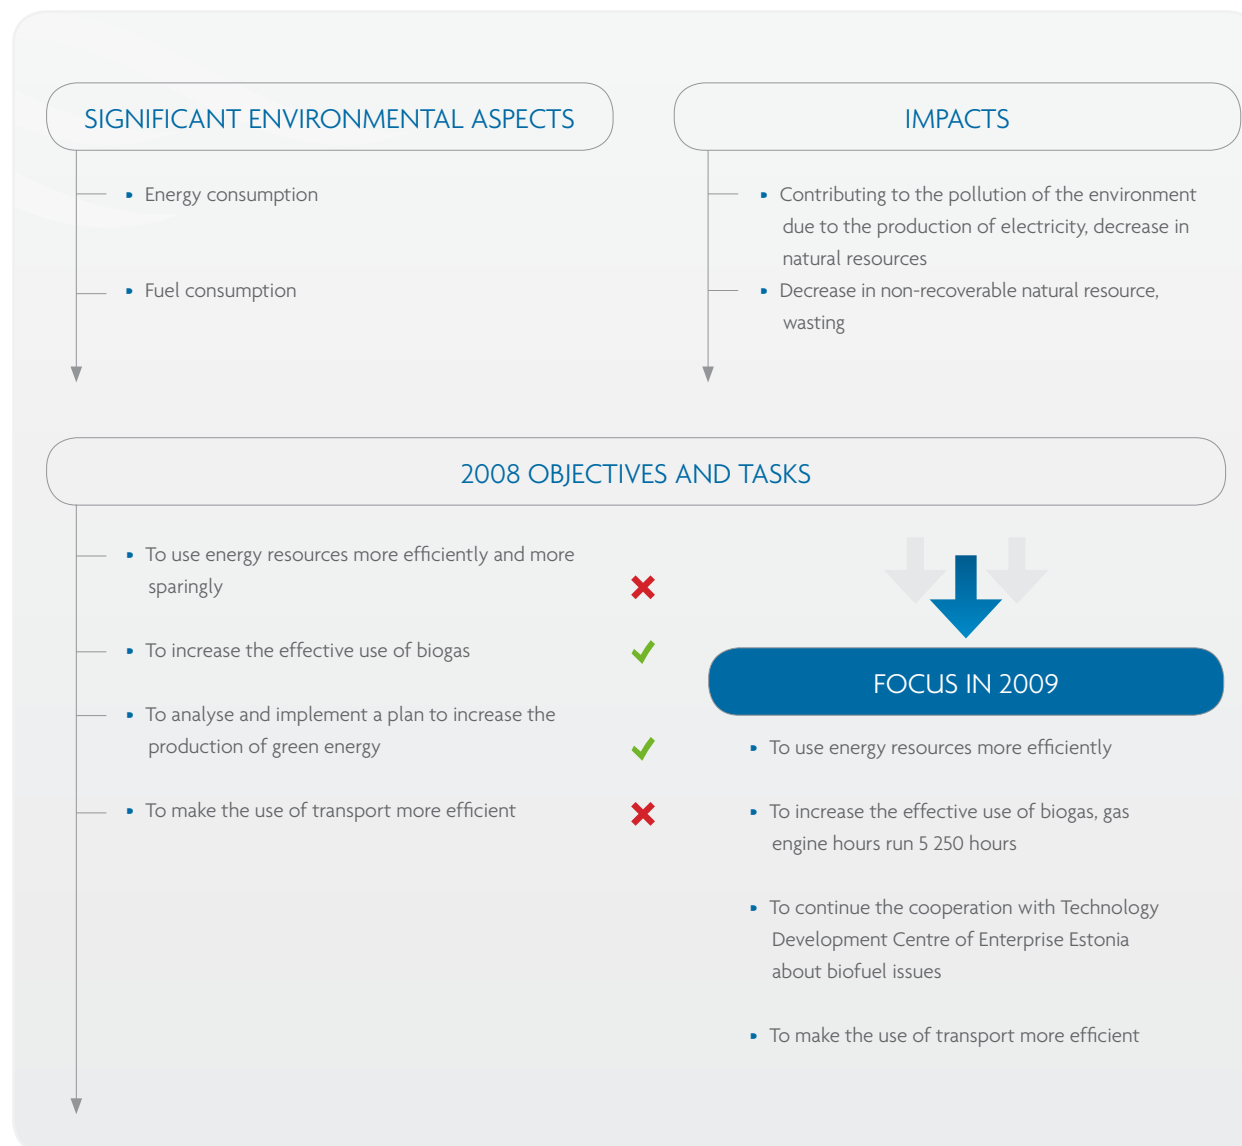 SIGNIFICANT ENVIRONMENTAL ASPECTS
Energy consumption
Fuel consumption
IMPACTS
Contributing to the pollution of the environment
due to the production of electricity, decrease in
natural resources
Decrease in non-recoverable natural resource,
wasting
2008 OBJECTIVES AND TASKS
To use energy resources more efficiently and more
sparingly
To increase the effective use of biogas
To analyse and implement a plan to increase the
production of green energy
To make the use of transport more efficient
FOCUS IN 2009
To use energy resources more efficiently
To increase the effective use of biogas, gas
engine hours run 5 250 hours
To continue the cooperation with Technology
Development Centre of Enterprise Estonia
about biofuel issues
To make the use of transport more efficient